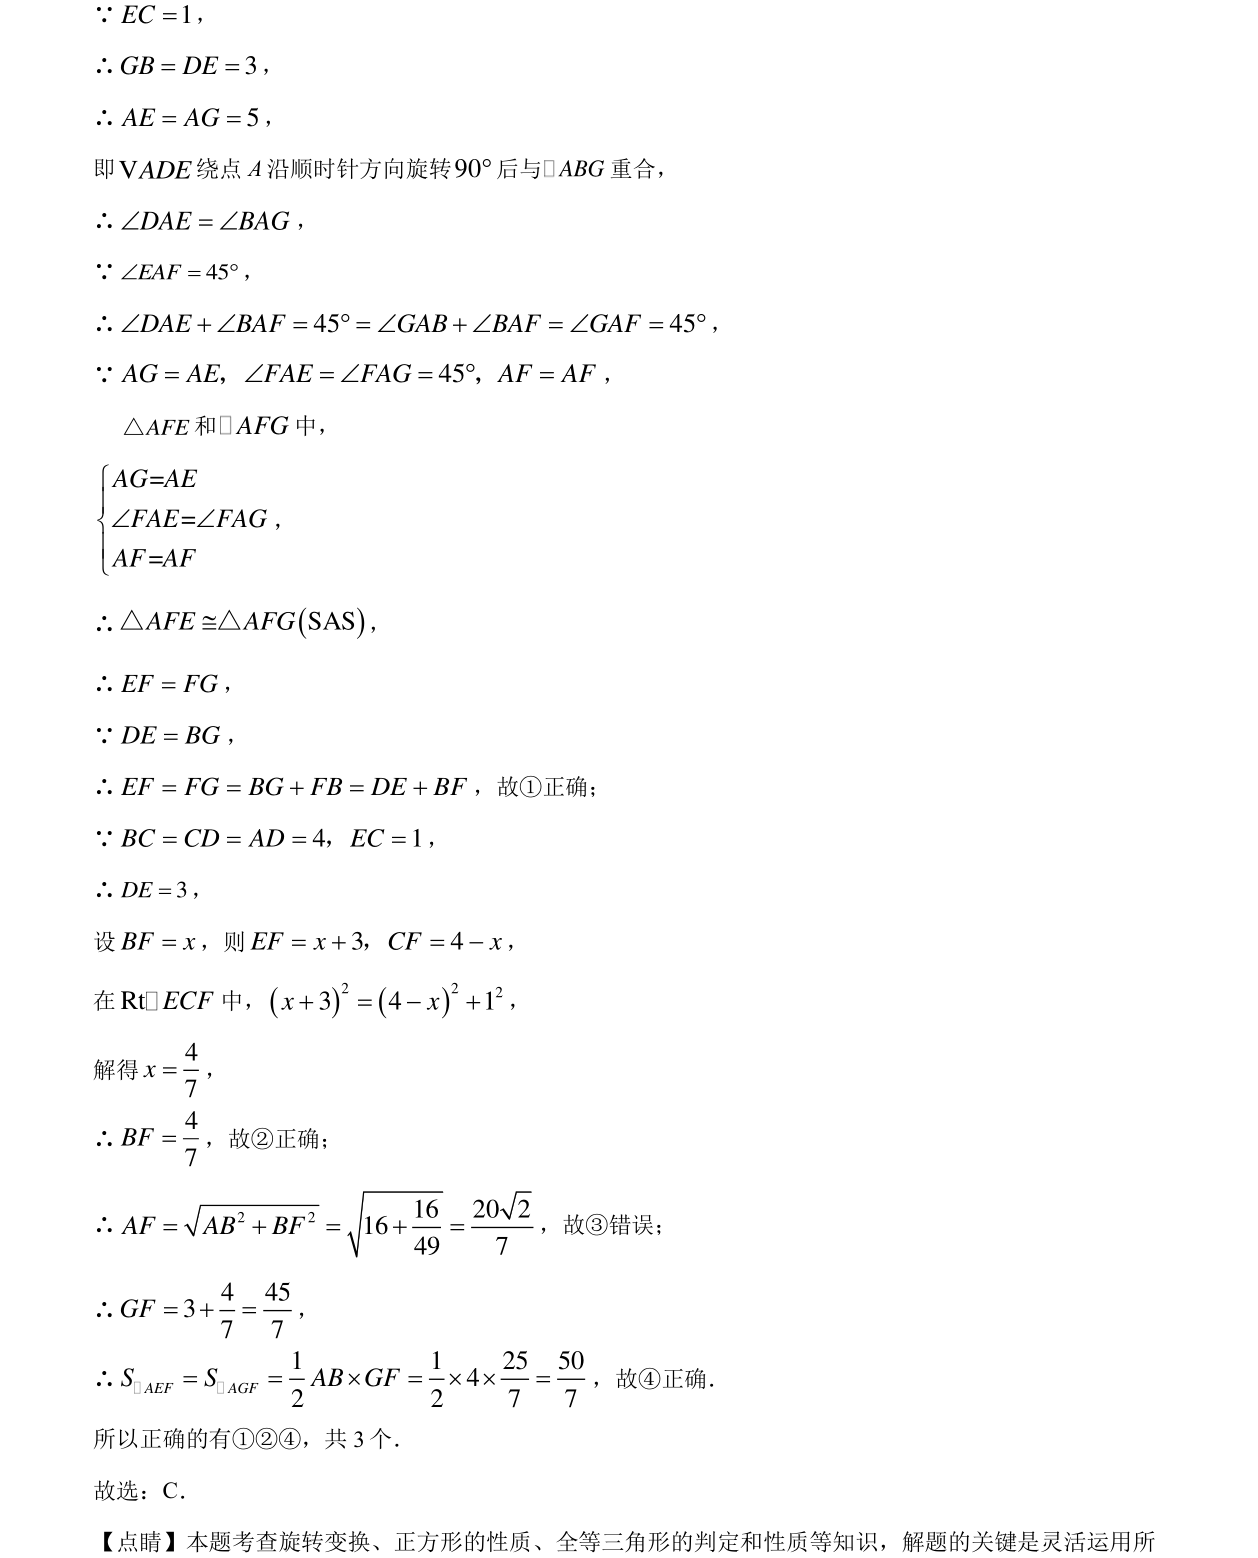 ∵ EC = 1，
∴ GB = DE = 3，
∴ AE = AG = 5，
即 VADE 绕点 A 沿顺时针方向旋转 90° 后与□ABG 重合，
∴ ∠DAE = ∠BAG，
∵ ∠EAF = 45°，
∴ ∠DAE + ∠BAF = 45° = ∠GAB + ∠BAF = ∠GAF = 45°，
∵ AG = AE，∠FAE = ∠FAG = 45°，AF = AF，
△AFE 和□AFG 中，
{AG=AE
∠FAE=∠FAG，
AF=AF
∴ △AFE ≌△AFG(SAS)，
∴ EF = FG，
∵ DE = BG，
∴ EF = FG = BG + FB = DE + BF，故①正确；
∵ BC = CD = AD = 4，EC = 1，
∴ DE = 3，
设 BF = x，则 EF = x + 3，CF = 4 − x，
在 Rt□ECF 中，(x + 3)² = (4 − x)² + 1²，
解得 x = 4/7，
∴ BF = 4/7，故②正确；
∴ AF = √(AB² + BF²) = √(16 + 16/49) = 20√2/7，故③错误；
∴ GF = 3 + 4/7 = 45/7，
∴ S□AEF = S□AGF = 1/2 AB × GF = 1/2 × 4 × 25/7 = 50/7，故④正确．
所以正确的有①②④，共 3 个．
故选：C．
【点睛】本题考查旋转变换、正方形的性质、全等三角形的判定和性质等知识，解题的关键是灵活运用所